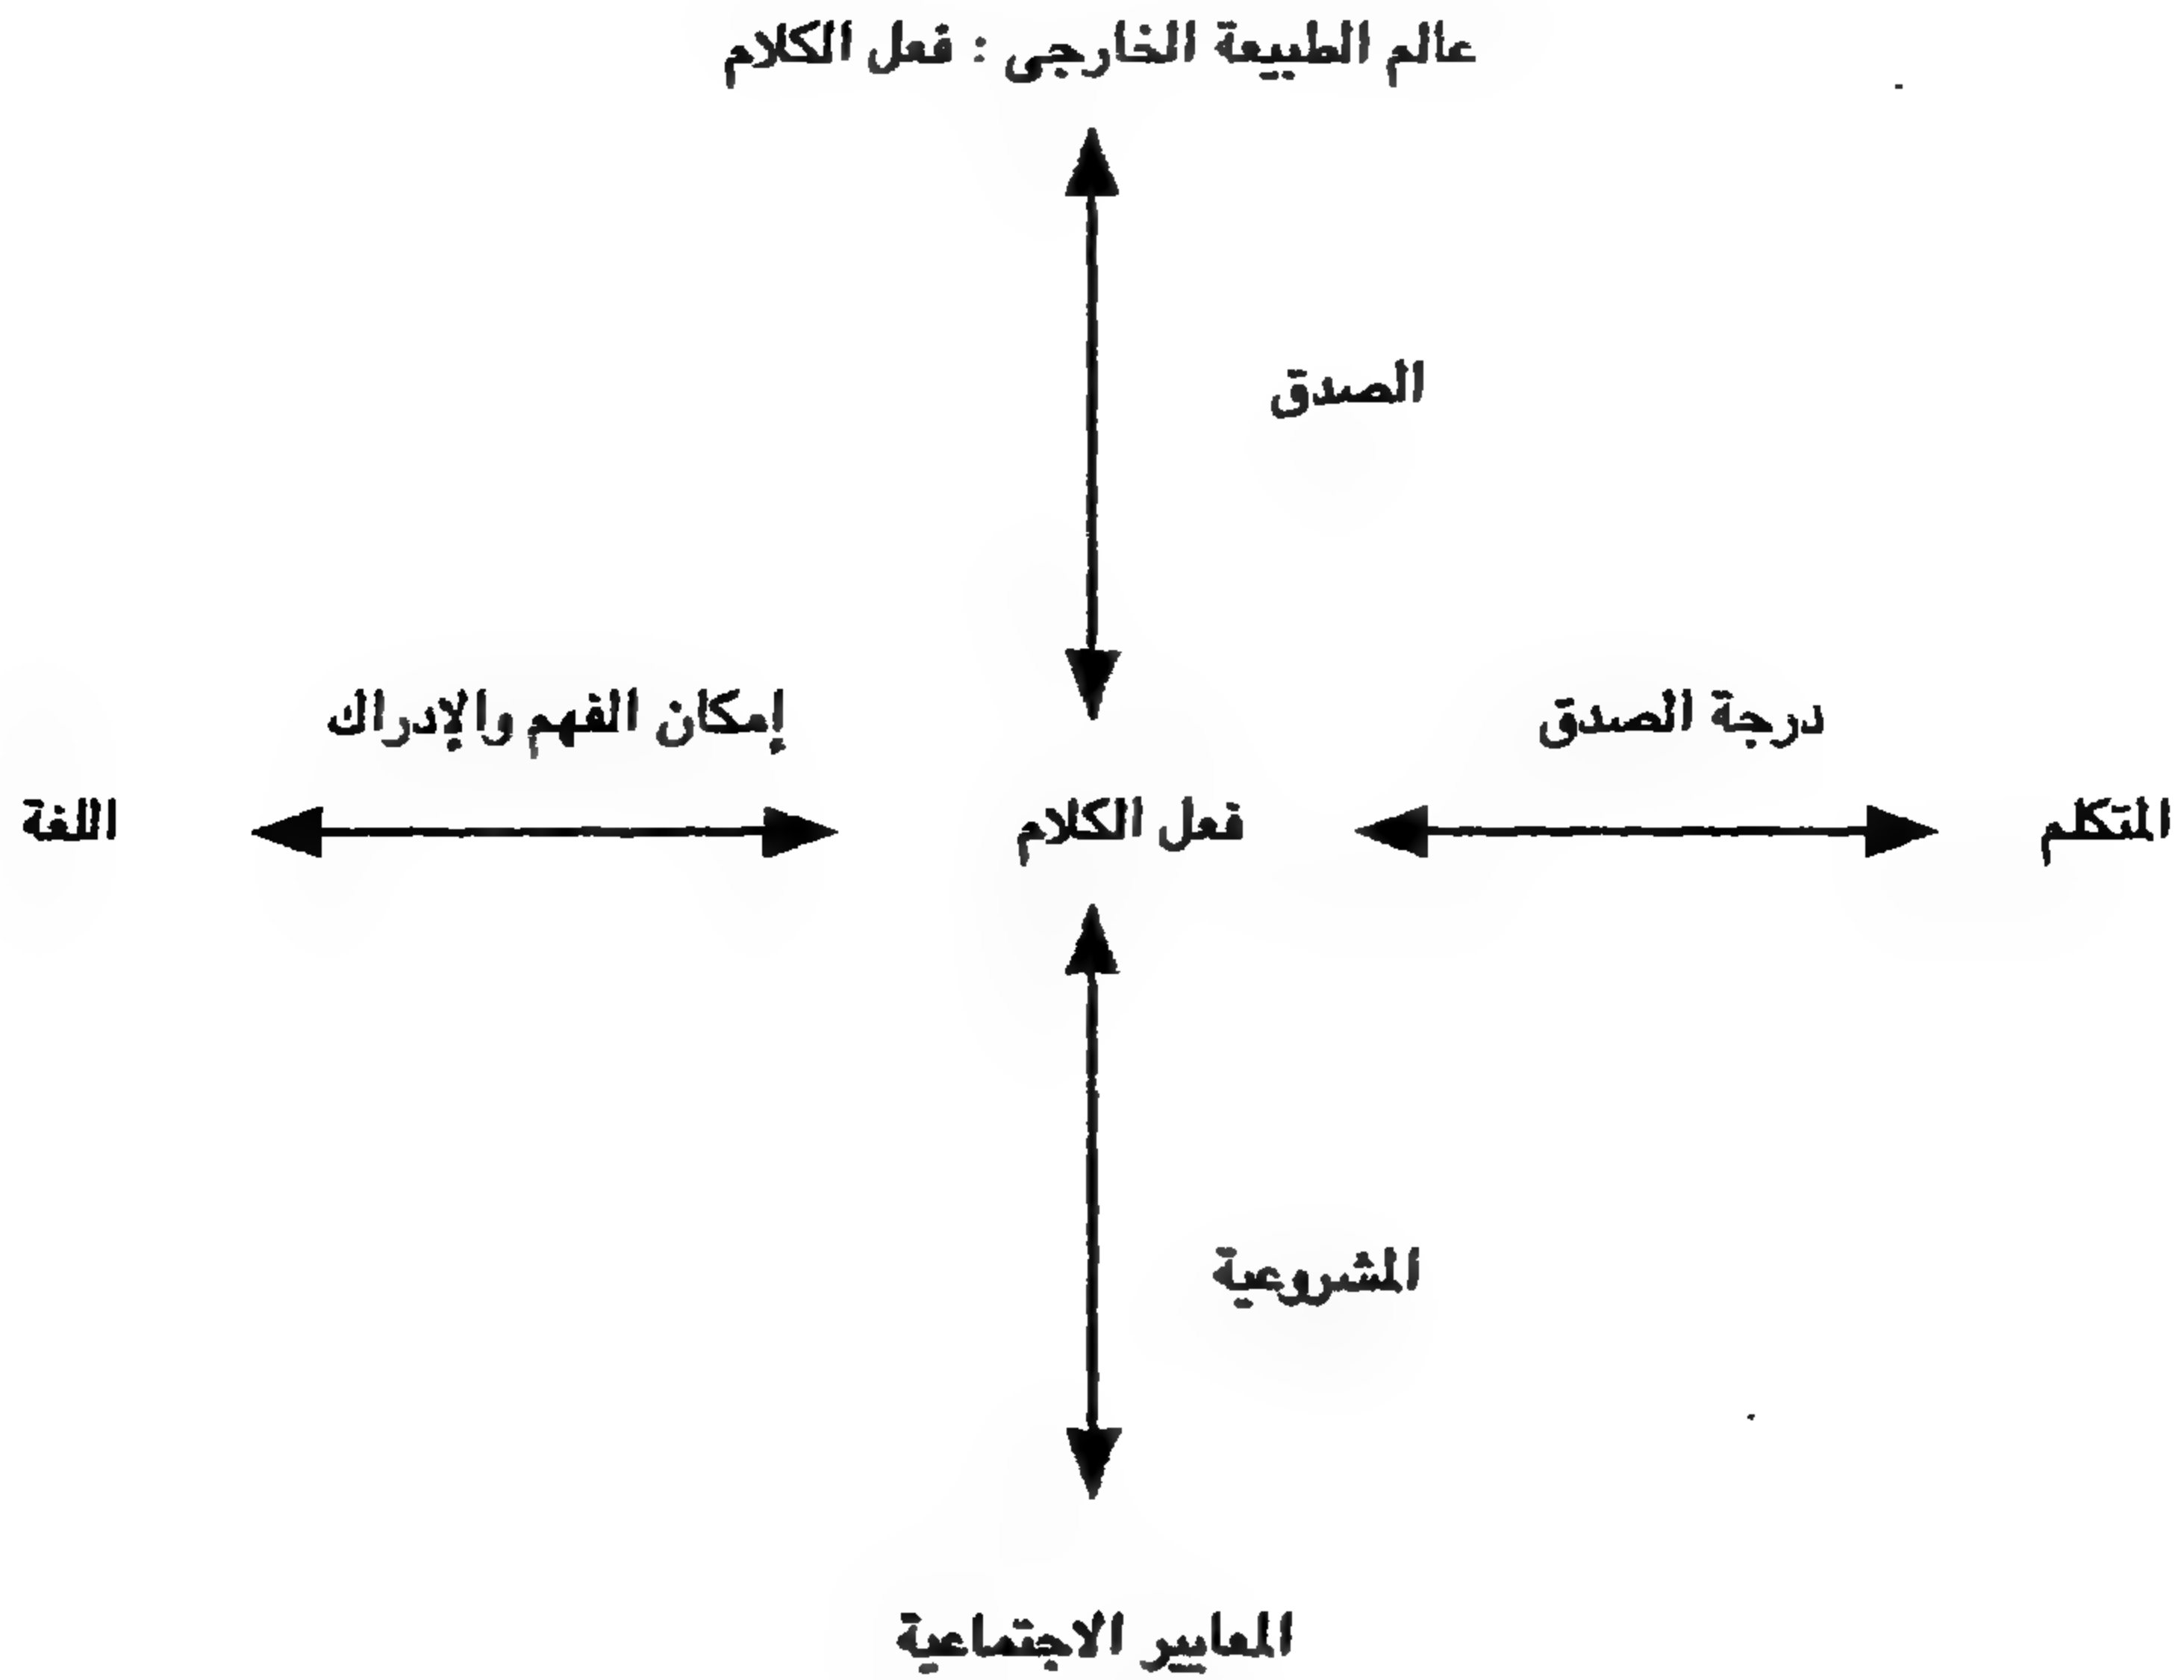 عالم الطبيعة الخارجى : فعل الكلام
الصدق
درجة الصدق
إمكان الفهم والإدراك
المتكلم
فعل الكلام
اللغة
المشروعية
المعايير الاجتماعية